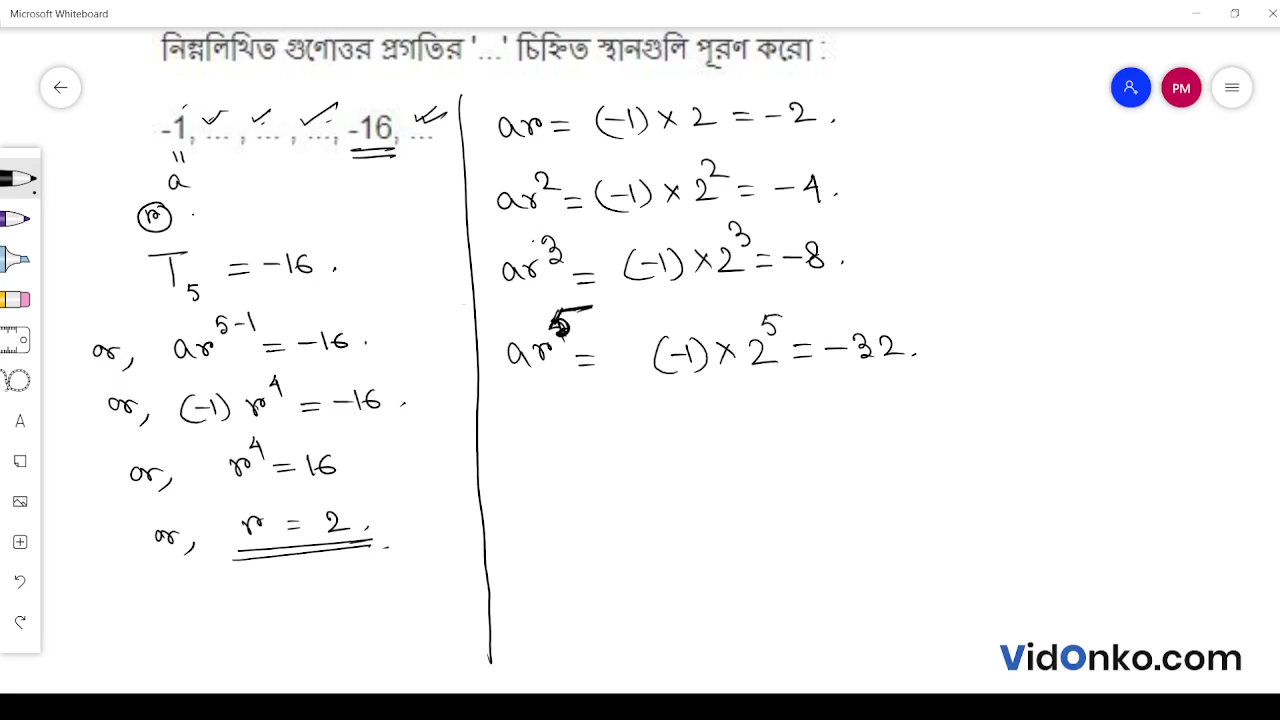 Microsoft Whiteboard
নিম্নলিখিত গুণোত্তর প্রগতির '...' চিহ্নিত স্থানগুলি পূরণ করো :
PM
-1, ... , ... , ..., -16, ...
"
a
r
T5 = -16 .
or, ar^5-1 = -16 .
or, (-1) r^4 = -16 .
or, r^4 = 16
or, r = 2 .
ar = (-1) × 2 = -2 .
ar^2 = (-1) × 2^2 = -4 .
ar^3 = (-1) × 2^3 = -8 .
ar^5 = (-1) × 2^5 = -32 .
A
VidOnko.com